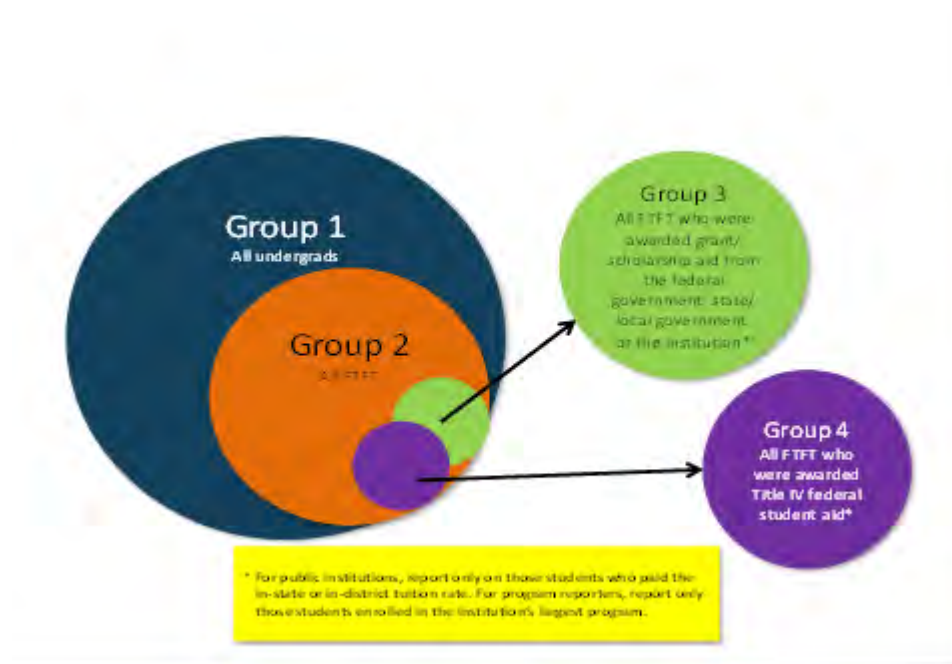 Group 1
All undergrads
Group 2
All FTFT
Group 3
All FTFT who were
awarded grant/
scholarship aid from
the federal
government, state/
local government
or the institution*
Group 4
All FTFT who
were awarded
Title IV federal
student aid*
* For public institutions, report only on those students who paid the
in-state or in-district tuition rate. For program reporters, report only
those students enrolled in the institution's largest program.